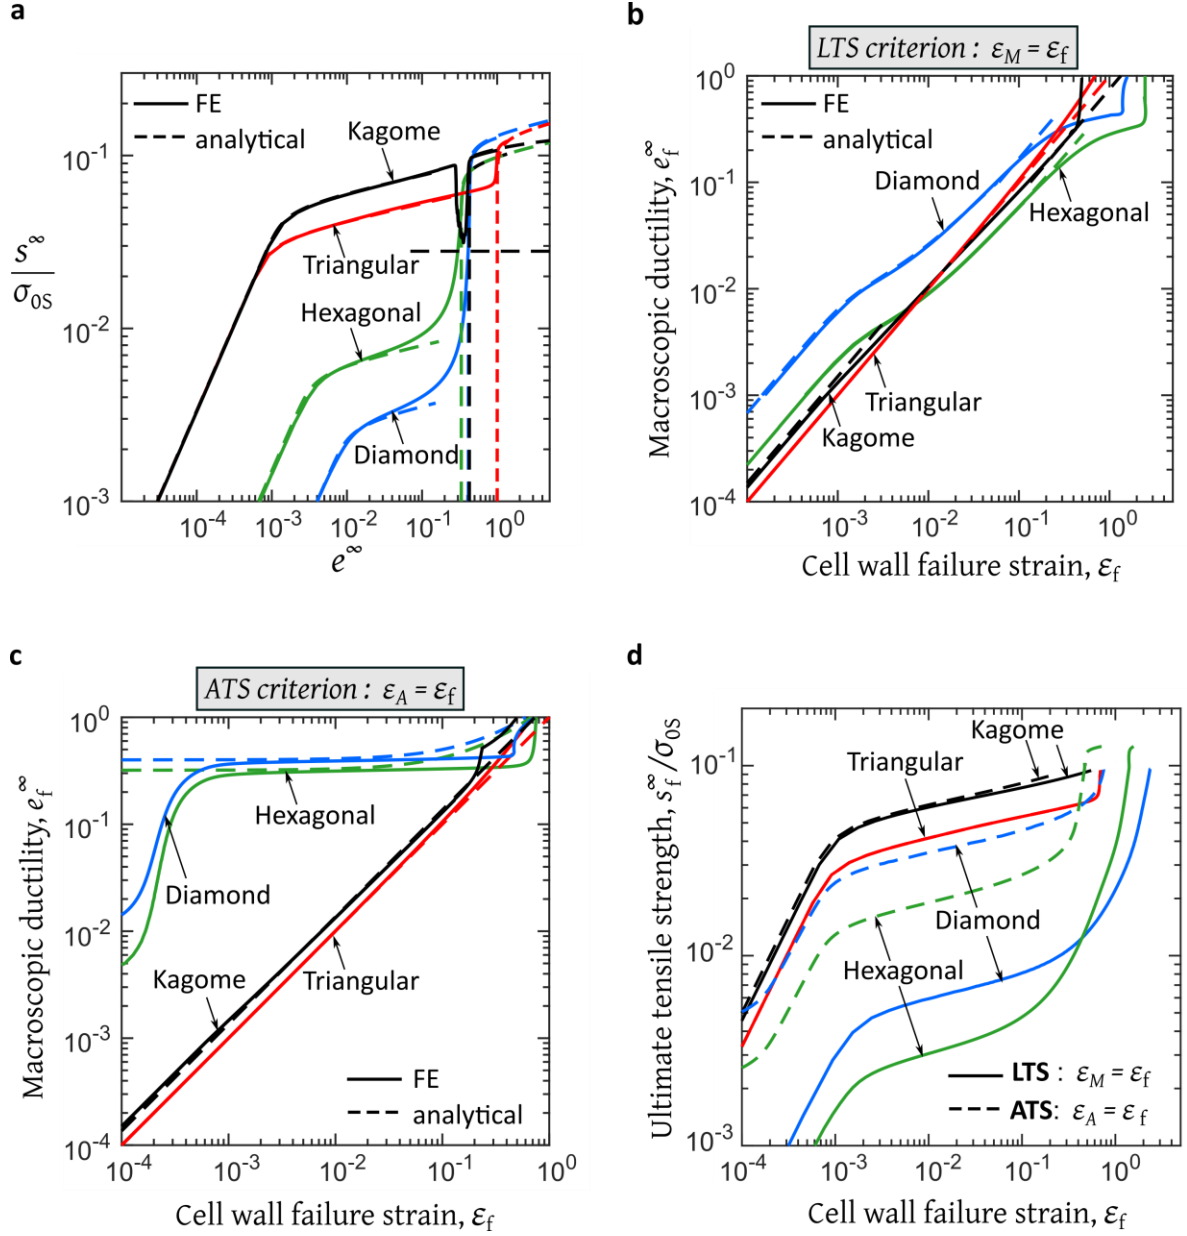 a
s^∞
σ_0S
10^-1
10^-2
10^-3
FE
analytical
Kagome
Triangular
Hexagonal
Diamond
10^-4
10^-3
10^-2
10^-1
10^0
e^∞
b
LTS criterion : ε_M = ε_f
Macroscopic ductility, e_f^∞
10^0
10^-1
10^-2
10^-3
10^-4
FE
analytical
Diamond
Hexagonal
Triangular
Kagome
10^-3
10^-2
10^-1
10^0
Cell wall failure strain, ε_f
c
ATS criterion : ε_A = ε_f
Macroscopic ductility, e_f^∞
10^0
10^-1
10^-2
10^-3
10^-4
Hexagonal
Diamond
Kagome
Triangular
FE
analytical
10^-4
10^-3
10^-2
10^-1
10^0
Cell wall failure strain, ε_f
d
Ultimate tensile strength, s_f^∞/σ_0S
10^-1
10^-2
10^-3
Kagome
Triangular
Diamond
Hexagonal
LTS : ε_M = ε_f
ATS: ε_A = ε_f
10^-4
10^-3
10^-2
10^-1
10^0
Cell wall failure strain, ε_f